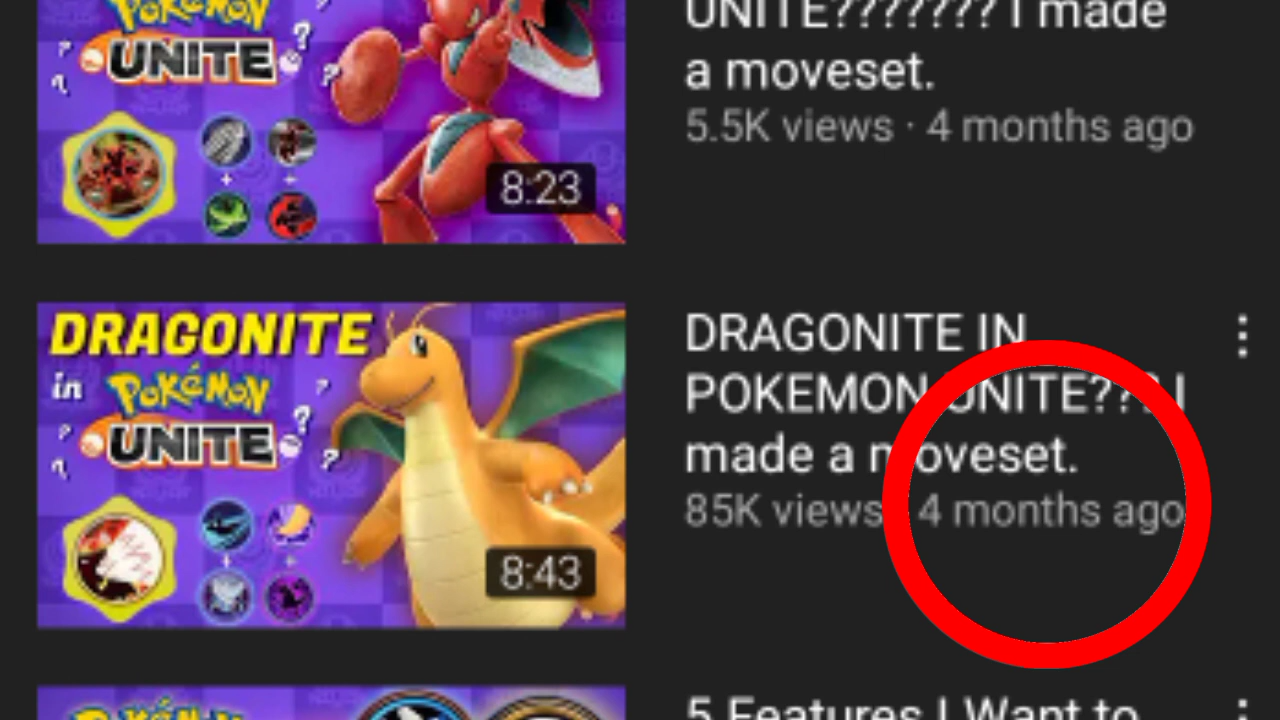 Pokémon
UNITE
8:23
UNITE??????? I made
a moveset.
5.5K views · 4 months ago
DRAGONITE
in Pokémon
UNITE
8:43
DRAGONITE IN
POKEMON UNITE??? I
made a moveset.
85K views 4 months ago
Pokémon
5 Features I Want to